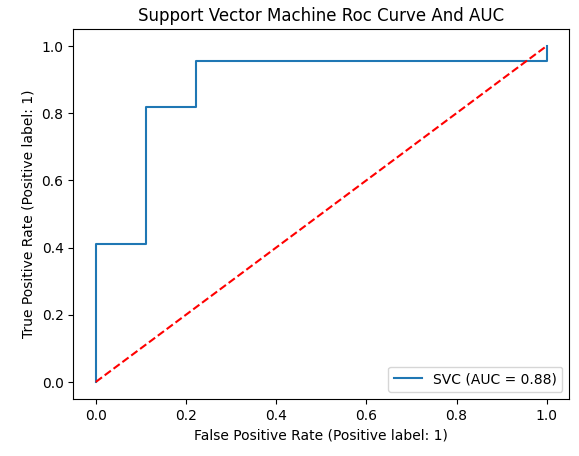 Support Vector Machine Roc Curve And AUC
1.0
0.8
0.6
0.4
0.2
0.0
True Positive Rate (Positive label: 1)
SVC (AUC = 0.88)
0.0 0.2 0.4 0.6 0.8 1.0
False Positive Rate (Positive label: 1)